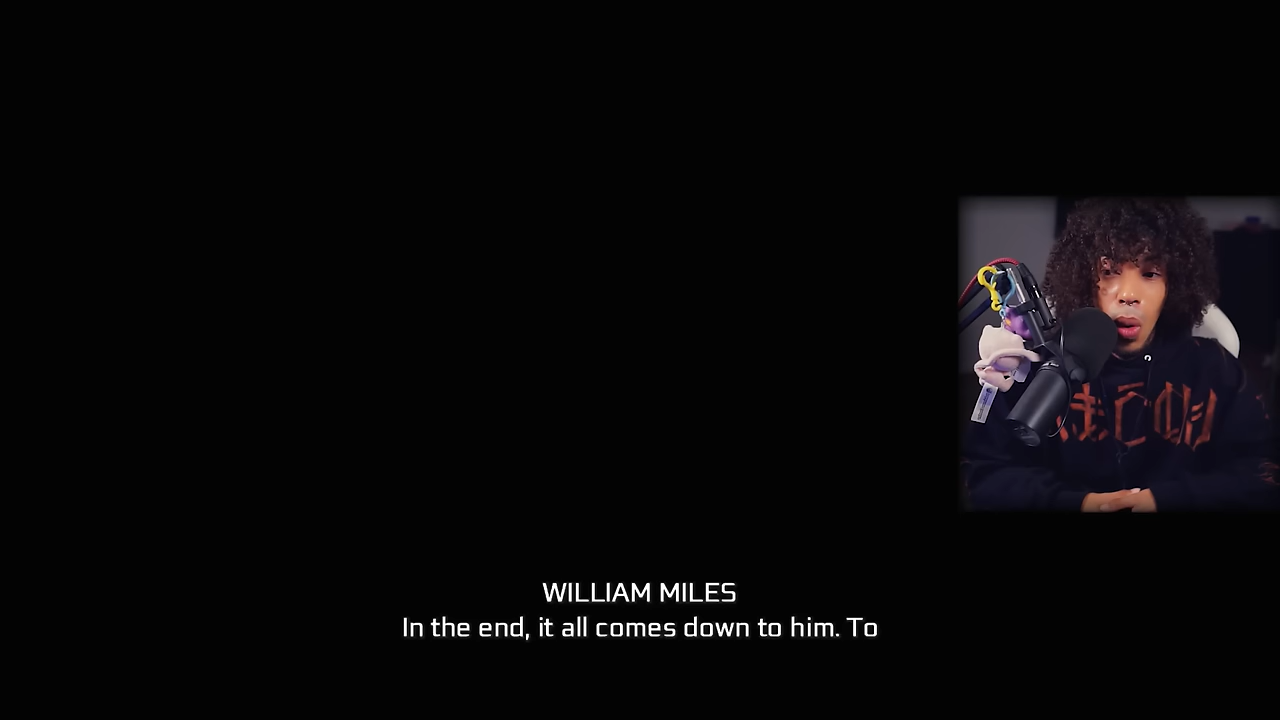 WILLIAM MILES
In the end, it all comes down to him. To